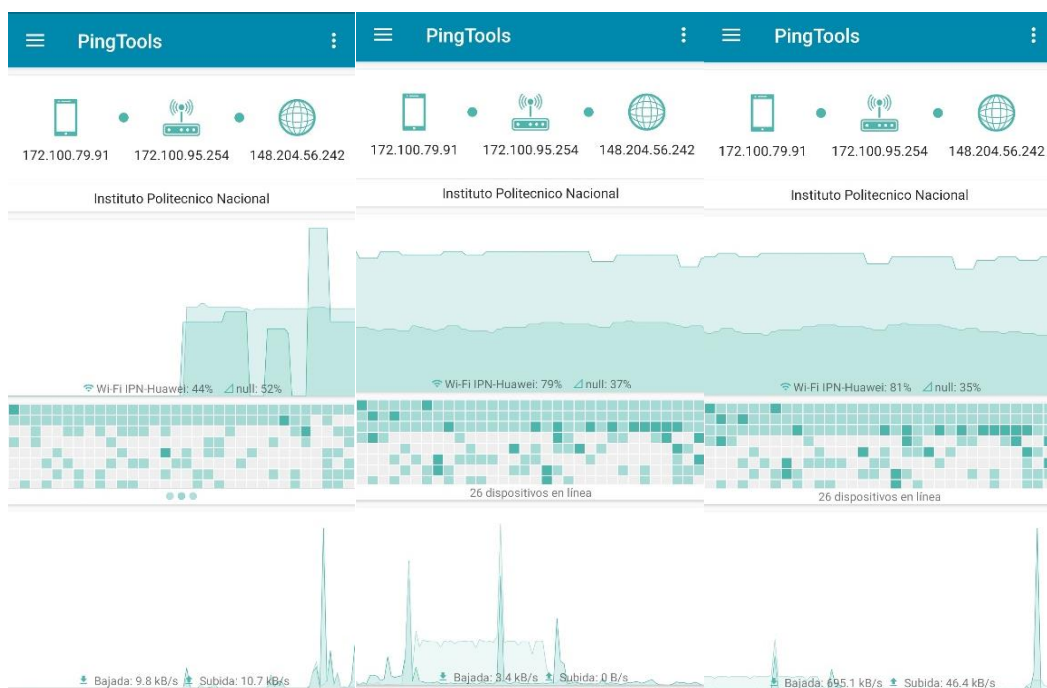 PingTools
172.100.79.91 172.100.95.254 148.204.56.242
Instituto Politecnico Nacional
Wi-Fi IPN-Huawei: 44% null: 52%
Bajada: 9.8 kB/s Subida: 10.7 kB/s
PingTools
172.100.79.91 172.100.95.254 148.204.56.242
Instituto Politecnico Nacional
Wi-Fi IPN-Huawei: 79% null: 37%
26 dispositivos en línea
Bajada: 3.4 kB/s Subida: 0 B/s
PingTools
172.100.79.91 172.100.95.254 148.204.56.242
Instituto Politecnico Nacional
Wi-Fi IPN-Huawei: 81% null: 35%
26 dispositivos en línea
Bajada: 695.1 kB/s Subida: 46.4 kB/s